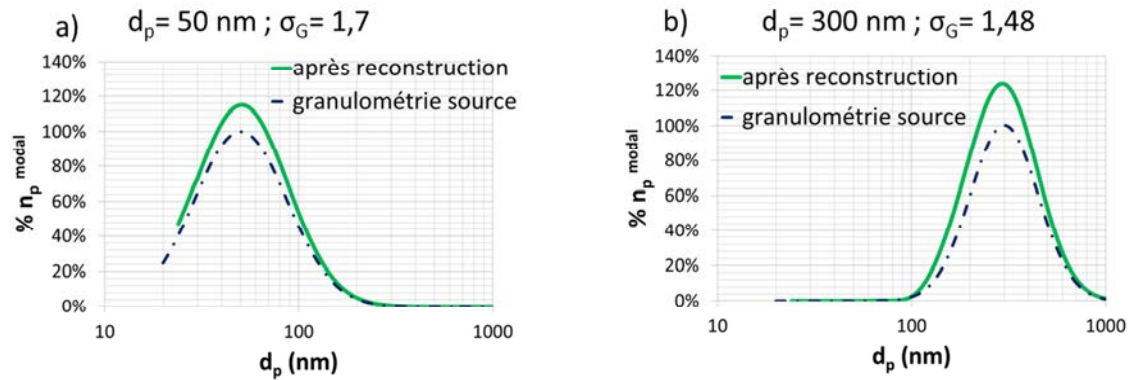 a) dp= 50 nm ; σG= 1,7
140%
120%
100%
80%
60%
40%
20%
0%
après reconstruction
granulométrie source
% np modal
10
100
1000
dp (nm)
b) dp= 300 nm ; σG= 1,48
140%
120%
100%
80%
60%
40%
20%
0%
après reconstruction
granulométrie source
% np modal
10
100
1000
dp (nm)